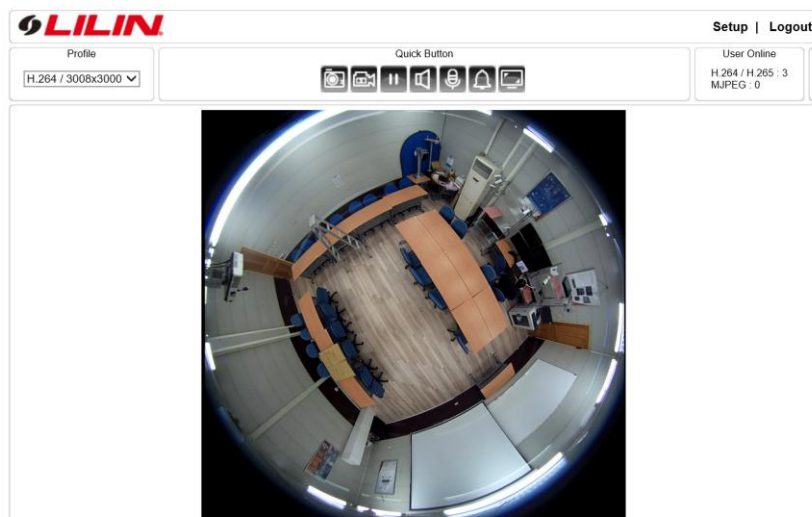 LILIN
Setup | Logout
Profile
Quick Button
User Online
H.264 / 3008x3000
H.264 / H.265 : 3
MJPEG : 0